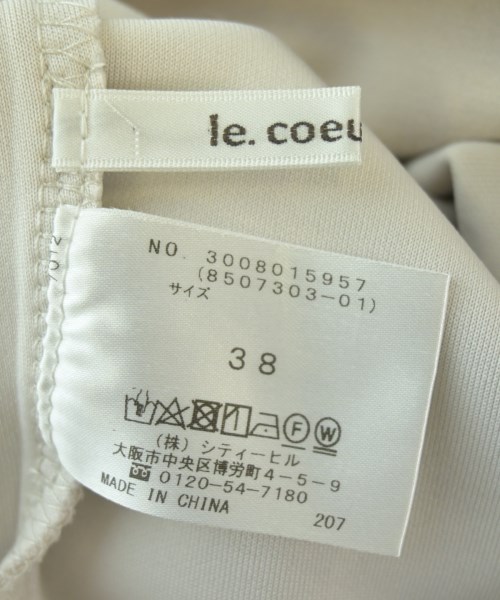 le. coeu
NO. 3008015957
(8507303-01)
サイズ
38
F W
(株) シティーヒル
大阪市中央区博労町4-5-9
0120-54-7180
MADE IN CHINA
207